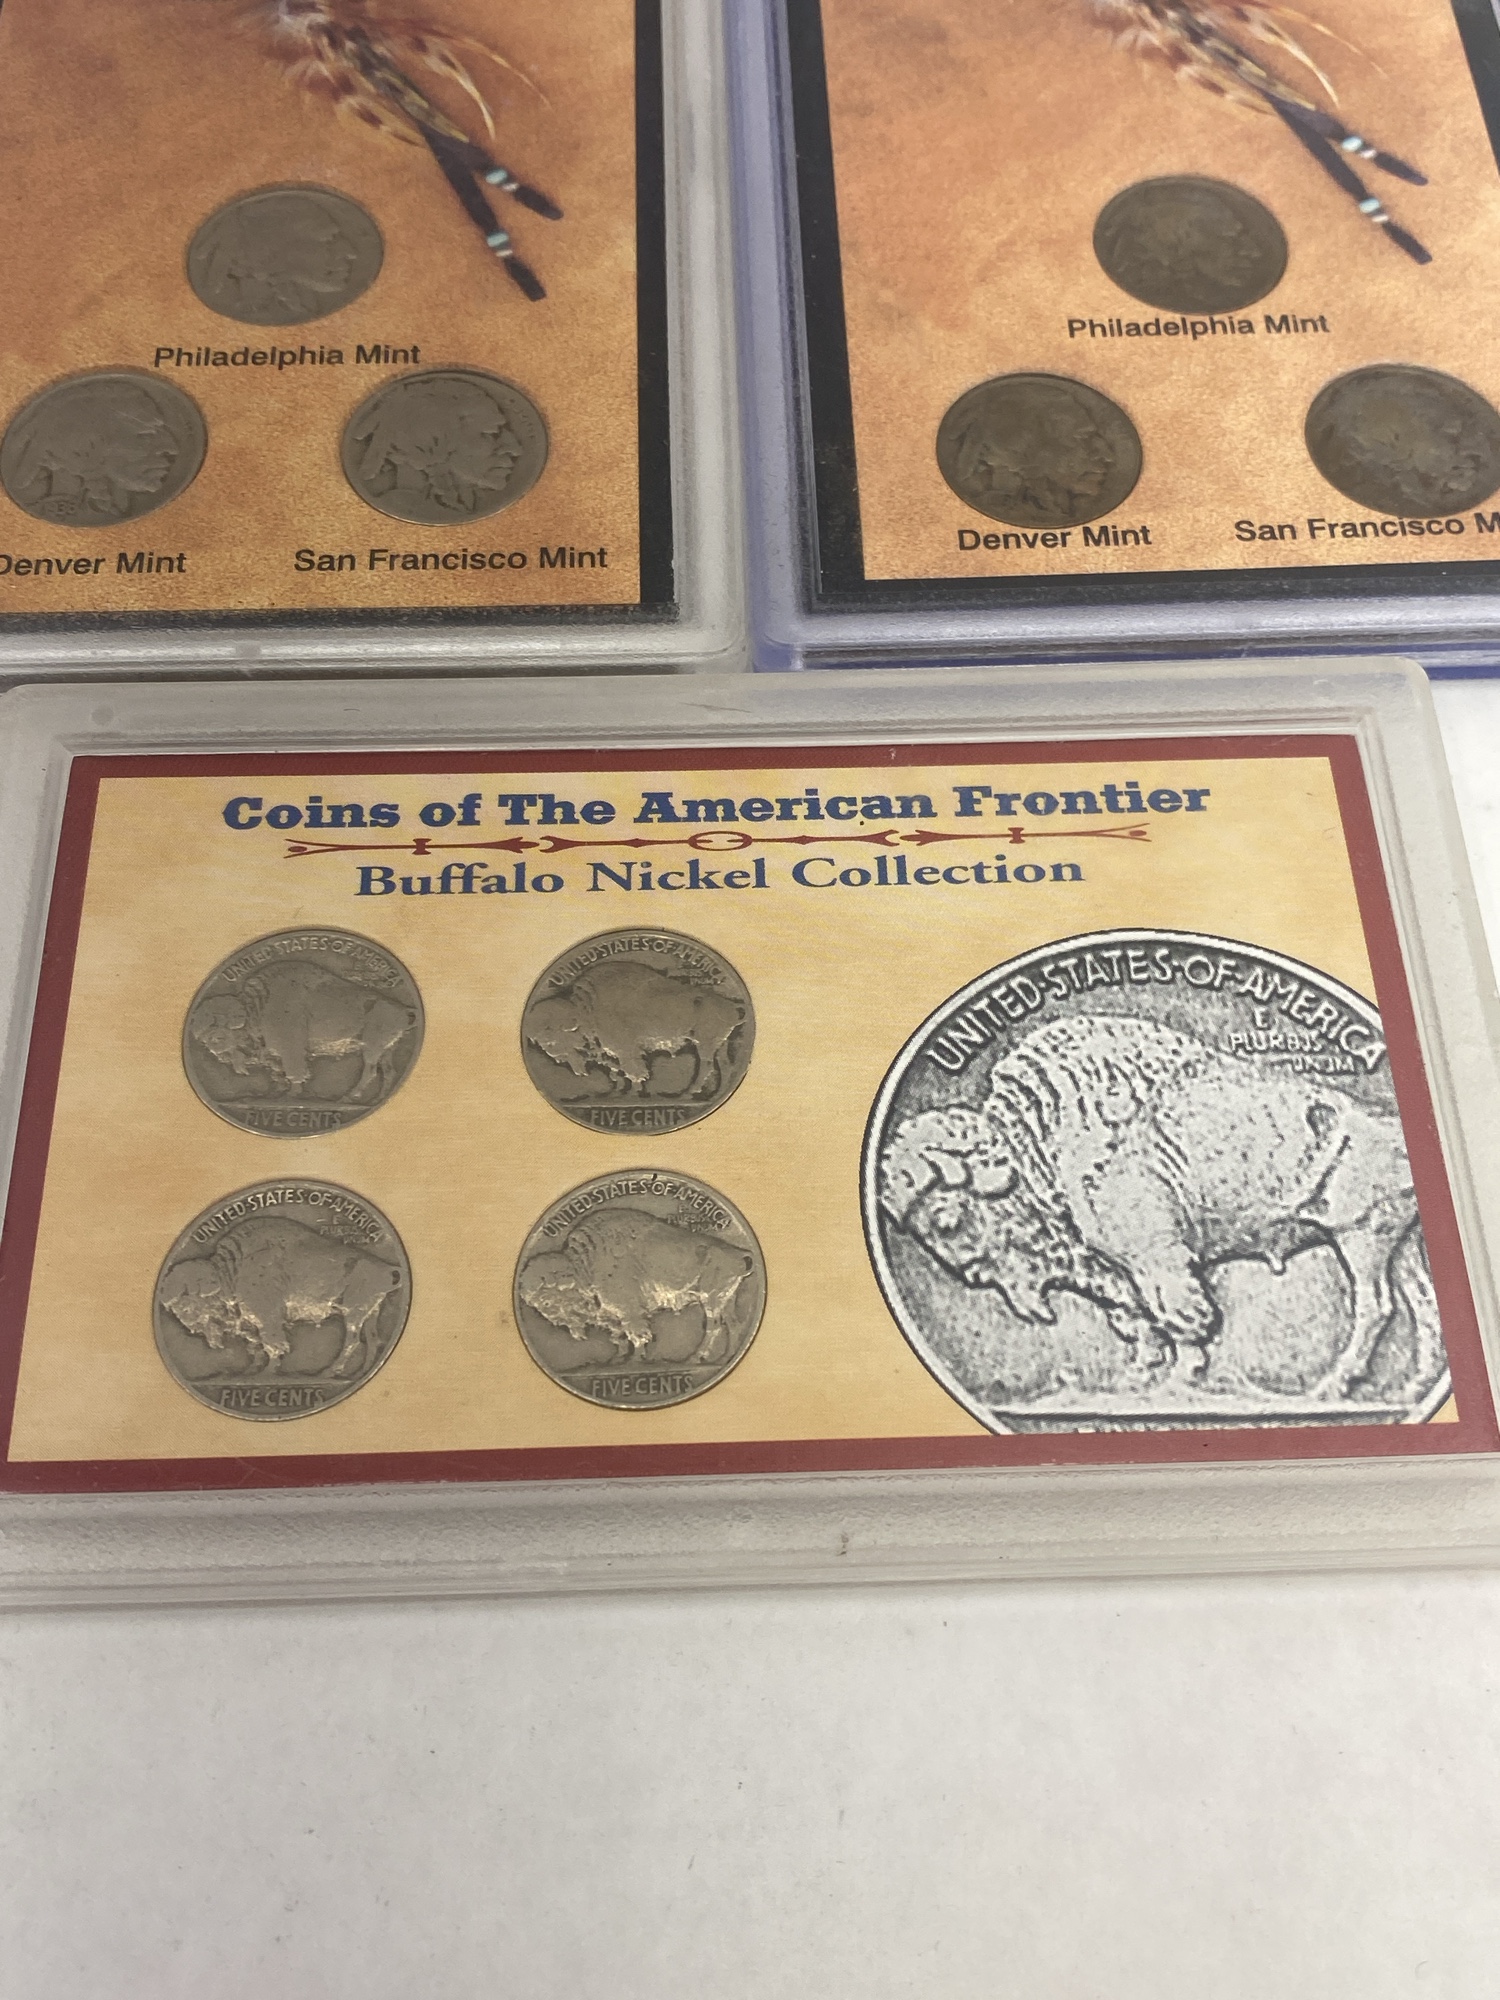 Philadelphia Mint
Denver Mint
San Francisco Mint
Philadelphia Mint
Denver Mint
San Francisco M
Coins of The American Frontier
Buffalo Nickel Collection
UNITED STATES OF AMERICA
FIVE CENTS
UNITED STATES OF AMERICA
FIVE CENTS
UNITED·STATES OF AMERICA
FIVE CENTS
UNITED·STATES OF AMERICA
FIVE CENTS
UNITED·STATES·OF·AMERICA
E
PLURIBUS
UNUM